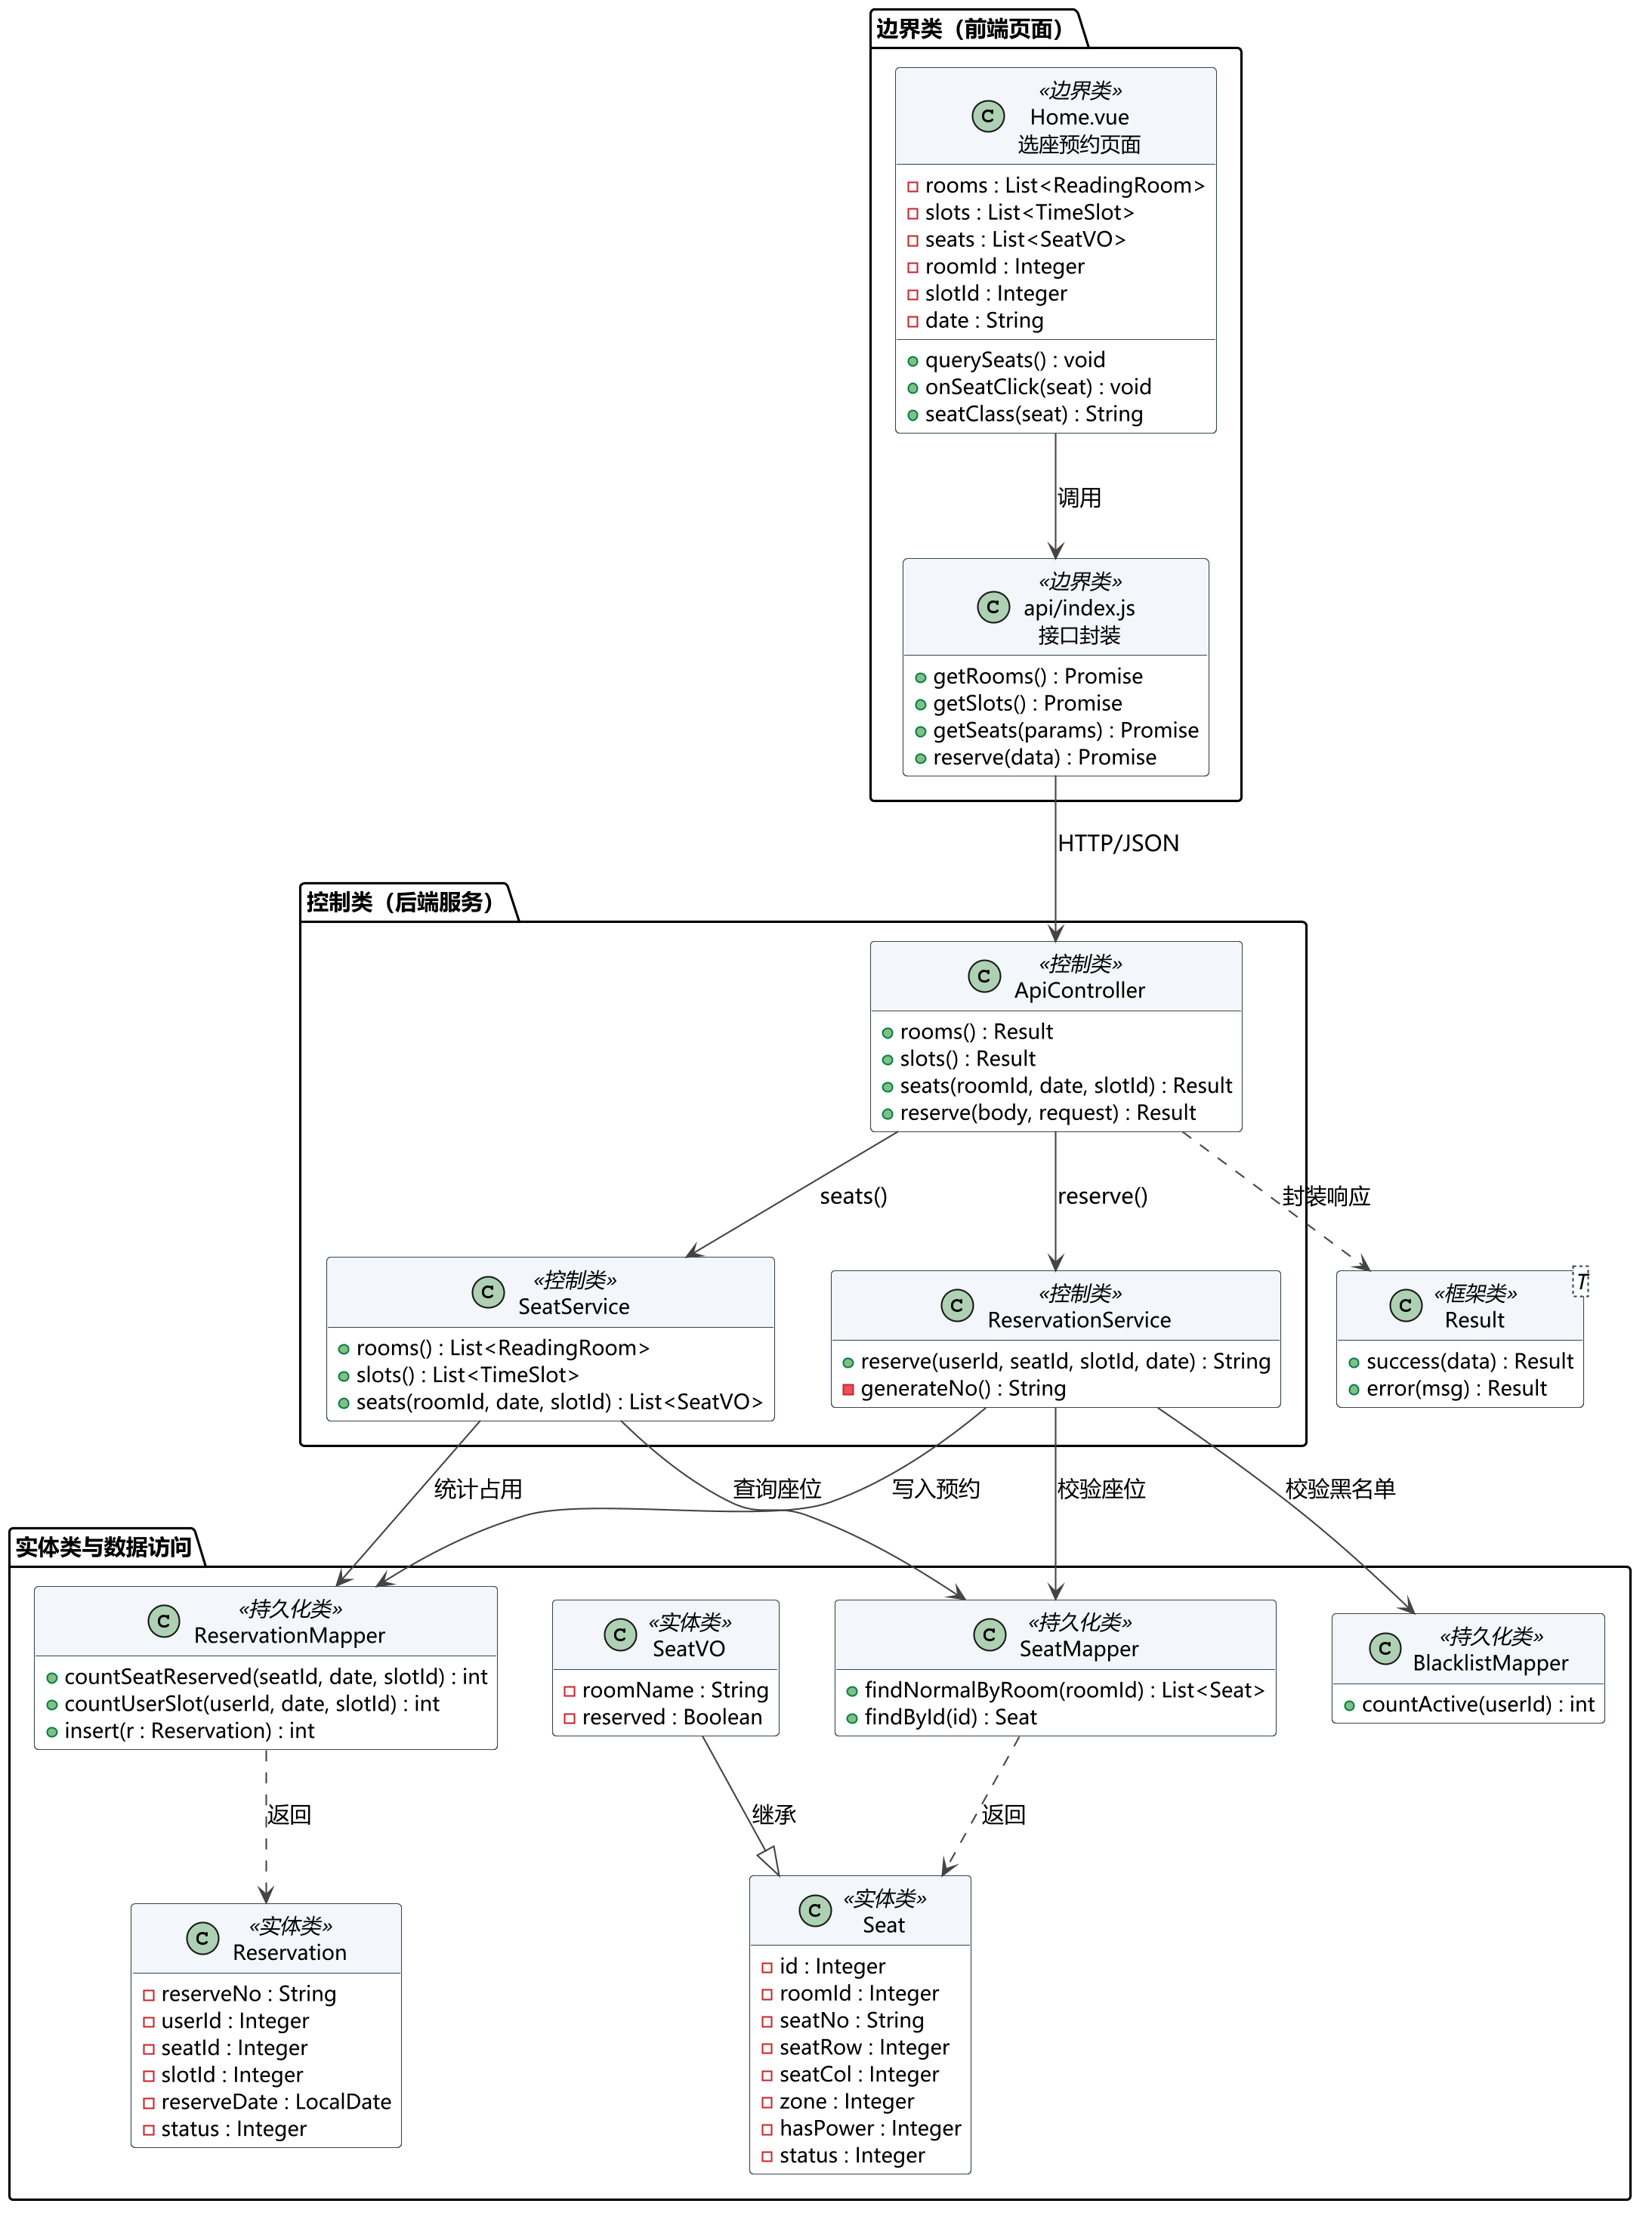 边界类（前端页面）
«边界类»
C
Home.vue
选座预约页面
rooms : List<ReadingRoom>
slots : List<TimeSlot>
seats : List<SeatVO>
roomId : Integer
slotId : Integer
date : String
querySeats() : void
onSeatClick(seat) : void
seatClass(seat) : String
调用
«边界类»
C
api/index.js
接口封装
getRooms() : Promise
getSlots() : Promise
getSeats(params) : Promise
reserve(data) : Promise
HTTP/JSON
控制类（后端服务）
«控制类»
C
ApiController
rooms() : Result
slots() : Result
seats(roomId, date, slotId) : Result
reserve(body, request) : Result
seats()
reserve()
封装响应
«控制类»
C
SeatService
rooms() : List<ReadingRoom>
slots() : List<TimeSlot>
seats(roomId, date, slotId) : List<SeatVO>
«控制类»
C
ReservationService
reserve(userId, seatId, slotId, date) : String
generateNo() : String
T
«框架类»
C
Result
success(data) : Result
error(msg) : Result
统计占用
查询座位
写入预约
校验座位
校验黑名单
实体类与数据访问
«持久化类»
C
ReservationMapper
countSeatReserved(seatId, date, slotId) : int
countUserSlot(userId, date, slotId) : int
insert(r : Reservation) : int
«实体类»
C
SeatVO
roomName : String
reserved : Boolean
«持久化类»
C
SeatMapper
findNormalByRoom(roomId) : List<Seat>
findById(id) : Seat
«持久化类»
C
BlacklistMapper
countActive(userId) : int
返回
继承
返回
«实体类»
C
Reservation
reserveNo : String
userId : Integer
seatId : Integer
slotId : Integer
reserveDate : LocalDate
status : Integer
«实体类»
C
Seat
id : Integer
roomId : Integer
seatNo : String
seatRow : Integer
seatCol : Integer
zone : Integer
hasPower : Integer
status : Integer